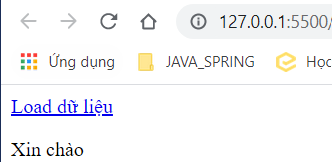 127.0.0.1:5500/
Ứng dụng JAVA_SPRING Học
Load dữ liệu
Xin chào